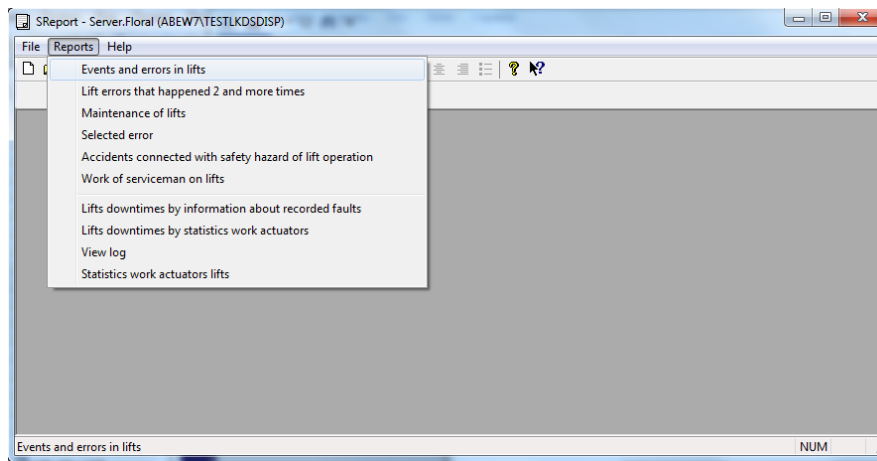 SReport - Server.Floral (ABEW7\TESTLKDSDISP)
File Reports Help
Events and errors in lifts
Lift errors that happened 2 and more times
Maintenance of lifts
Selected error
Accidents connected with safety hazard of lift operation
Work of serviceman on lifts
Lifts downtimes by information about recorded faults
Lifts downtimes by statistics work actuators
View log
Statistics work actuators lifts
Events and errors in lifts NUM